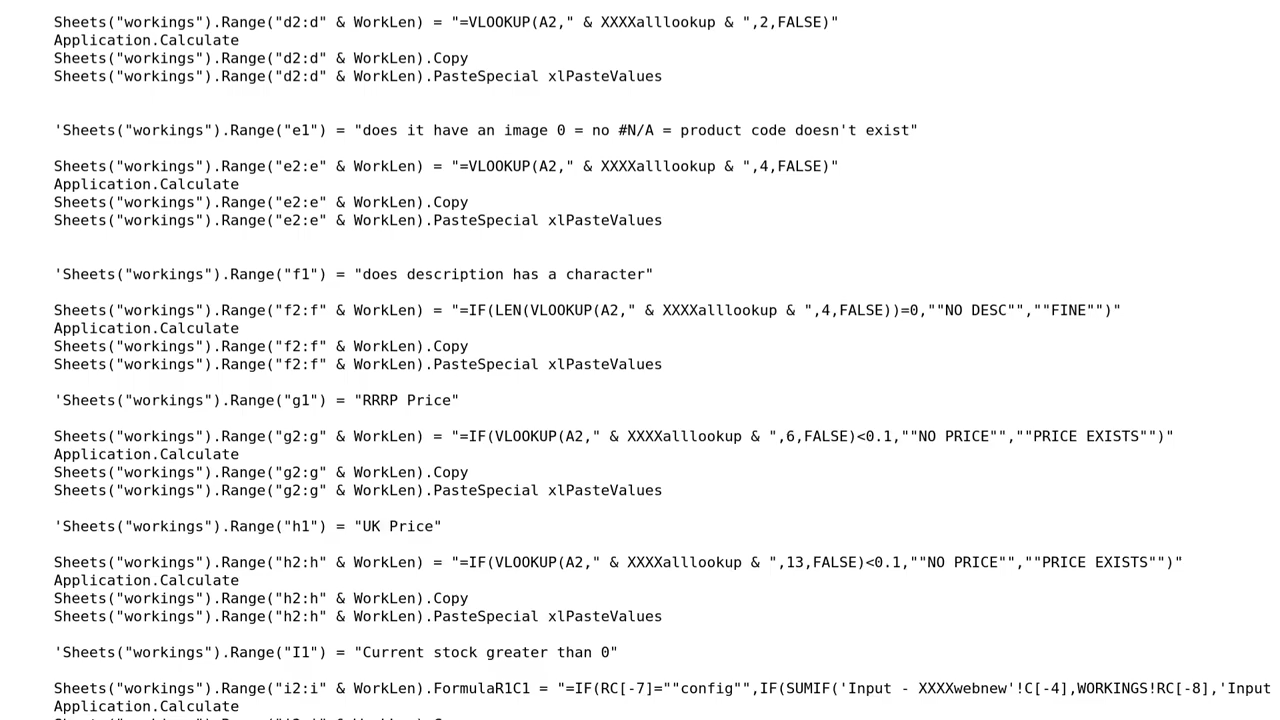 Sheets("workings").Range("d2:d" & WorkLen) = "=VLOOKUP(A2," & XXXXalllookup & ",2,FALSE)"
Application.Calculate
Sheets("workings").Range("d2:d" & WorkLen).Copy
Sheets("workings").Range("d2:d" & WorkLen).PasteSpecial xlPasteValues
'Sheets("workings").Range("e1") = "does it have an image 0 = no #N/A = product code doesn't exist"
Sheets("workings").Range("e2:e" & WorkLen) = "=VLOOKUP(A2," & XXXXalllookup & ",4,FALSE)"
Application.Calculate
Sheets("workings").Range("e2:e" & WorkLen).Copy
Sheets("workings").Range("e2:e" & WorkLen).PasteSpecial xlPasteValues
'Sheets("workings").Range("f1") = "does description has a character"
Sheets("workings").Range("f2:f" & WorkLen) = "=IF(LEN(VLOOKUP(A2," & XXXXalllookup & ",4,FALSE))=0,""NO DESC"",""FINE"")"
Application.Calculate
Sheets("workings").Range("f2:f" & WorkLen).Copy
Sheets("workings").Range("f2:f" & WorkLen).PasteSpecial xlPasteValues
'Sheets("workings").Range("g1") = "RRRP Price"
Sheets("workings").Range("g2:g" & WorkLen) = "=IF(VLOOKUP(A2," & XXXXalllookup & ",6,FALSE)<0.1,""NO PRICE"",""PRICE EXISTS"")"
Application.Calculate
Sheets("workings").Range("g2:g" & WorkLen).Copy
Sheets("workings").Range("g2:g" & WorkLen).PasteSpecial xlPasteValues
'Sheets("workings").Range("h1") = "UK Price"
Sheets("workings").Range("h2:h" & WorkLen) = "=IF(VLOOKUP(A2," & XXXXalllookup & ",13,FALSE)<0.1,""NO PRICE"",""PRICE EXISTS"")"
Application.Calculate
Sheets("workings").Range("h2:h" & WorkLen).Copy
Sheets("workings").Range("h2:h" & WorkLen).PasteSpecial xlPasteValues
'Sheets("workings").Range("I1") = "Current stock greater than 0"
Sheets("workings").Range("i2:i" & WorkLen).FormulaR1C1 = "=IF(RC[-7]=""config"",IF(SUMIF('Input - XXXXwebnew'!C[-4],WORKINGS!RC[-8],'Input
Application.Calculate